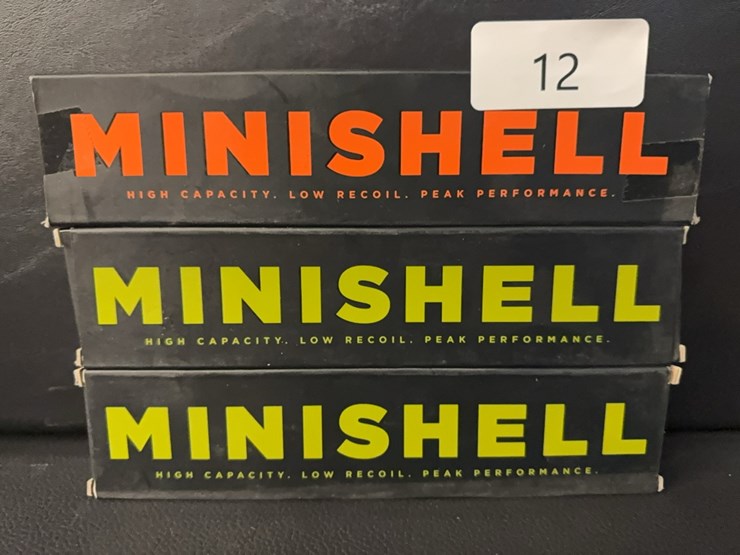 12
MINISHELL
HIGH CAPACITY. LOW RECOIL. PEAK PERFORMANCE.
MINISHELL
HIGH CAPACITY. LOW RECOIL. PEAK PERFORMANCE.
MINISHELL
HIGH CAPACITY. LOW RECOIL. PEAK PERFORMANCE.